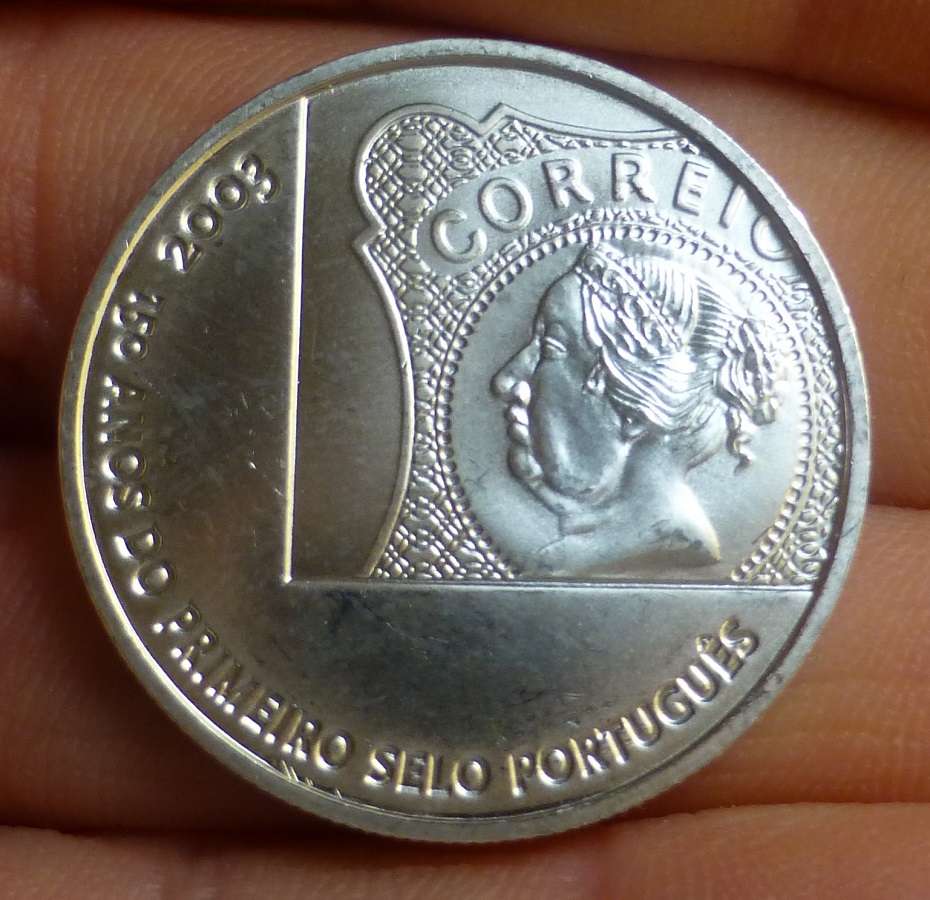 CORREIO
150 ANOS DO PRIMEIRO SELO PORTUGUÊS
2003